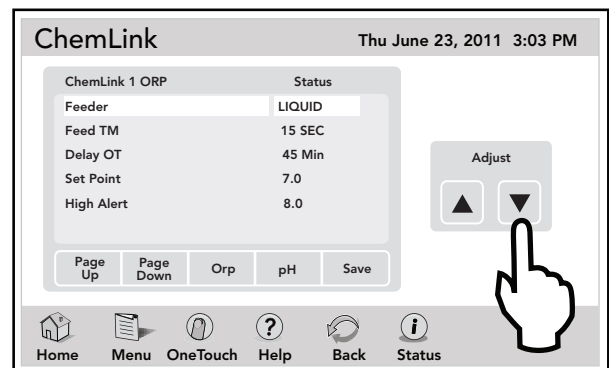 ChemLink Thu June 23, 2011 3:03 PM
ChemLink 1 ORP Status
Feeder LIQUID
Feed TM 15 SEC
Delay OT 45 Min
Set Point 7.0
High Alert 8.0
Adjust
Page Up Page Down Orp pH Save
Home Menu OneTouch Help Back Status